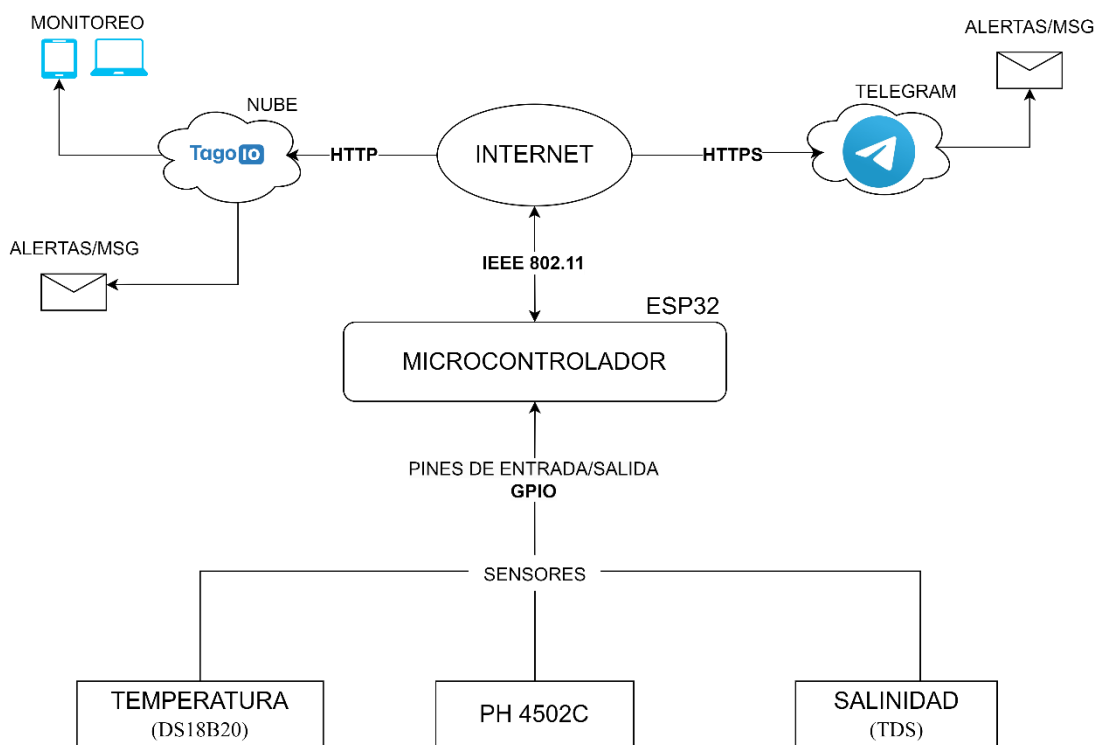 MONITOREO
ALERTAS/MSG
NUBE
TELEGRAM
Tago IO
HTTP
INTERNET
HTTPS
ALERTAS/MSG
IEEE 802.11
ESP32
MICROCONTROLADOR
PINES DE ENTRADA/SALIDA
GPIO
SENSORES
TEMPERATURA
(DS18B20)
PH 4502C
SALINIDAD
(TDS)